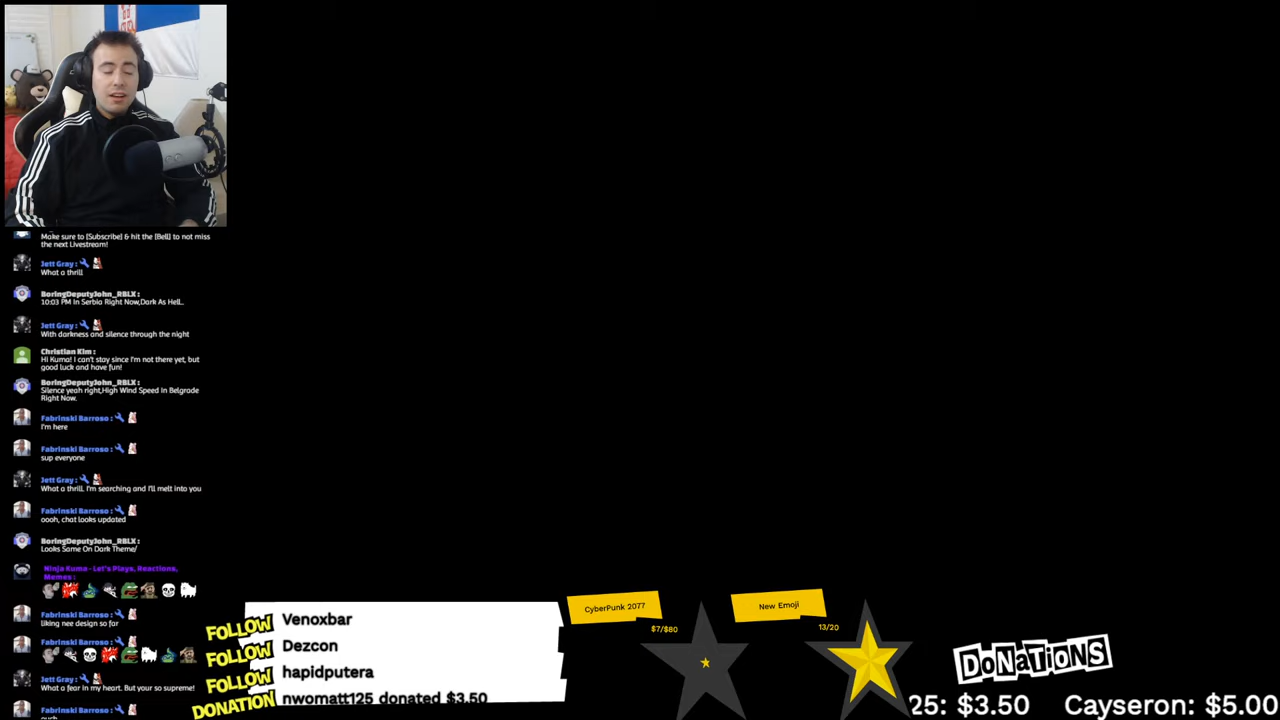 Make sure to [Subscribe] & hit the [Bell] to not miss
the next Livestream!
Jett Gray :
What a thrill
BoringDeputyJohn_RBLX :
10:03 PM In Serbia Right Now,Dark As Hell..
Jett Gray :
With darkness and silence through the night
Christian Kim :
Hi Kuma! I can't stay since I'm not there yet, but
good luck and have fun!
BoringDeputyJohn_RBLX :
Silence yeah right,High Wind Speed In Belgrade
Right Now.
Fabrinski Barroso :
I'm here
Fabrinski Barroso :
sup everyone
Jett Gray :
What a thrill. I'm searching and I'll melt into you
Fabrinski Barroso :
oooh, chat looks updated
BoringDeputyJohn_RBLX :
Looks Same On Dark Theme/
Ninja Kuma - Let's Plays, Reactions,
Memes :
Fabrinski Barroso :
liking nee design so far
Fabrinski Barroso :
Jett Gray :
What a fear in my heart. But your so supreme!
Fabrinski Barroso :
ouch
FOLLOW Venoxbar
FOLLOW Dezcon
FOLLOW hapidputera
DONATION nwomatt125 donated $3.50
CyberPunk 2077
$7/$80
New Emoji
13/20
DONATIONS
25: $3.50 Cayseron: $5.00